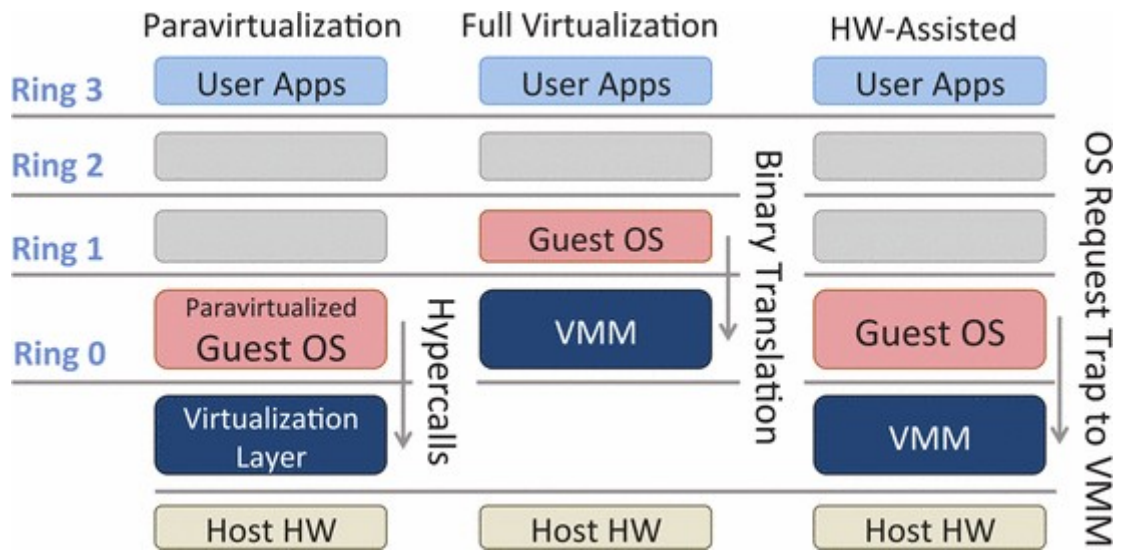 Paravirtualization
Full Virtualization
HW-Assisted
Ring 3
User Apps
User Apps
User Apps
Ring 2
Ring 1
Guest OS
Ring 0
Paravirtualized
Guest OS
VMM
Guest OS
Virtualization
Layer
VMM
Hypercalls
Binary Translation
OS Request Trap to VMM
Host HW
Host HW
Host HW